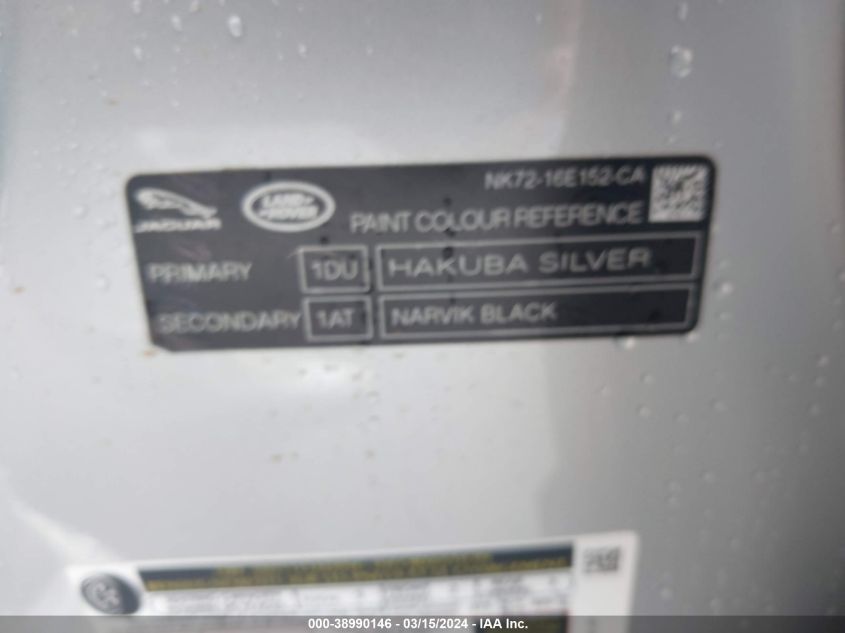 NK72-16E152-CA
JAGUAR LAND ROVER PAINT COLOUR REFERENCE
PRIMARY 1DU HAKUBA SILVER
SECONDARY 1AT NARVIK BLACK
000-38990146 - 03/15/2024 - IAA Inc.